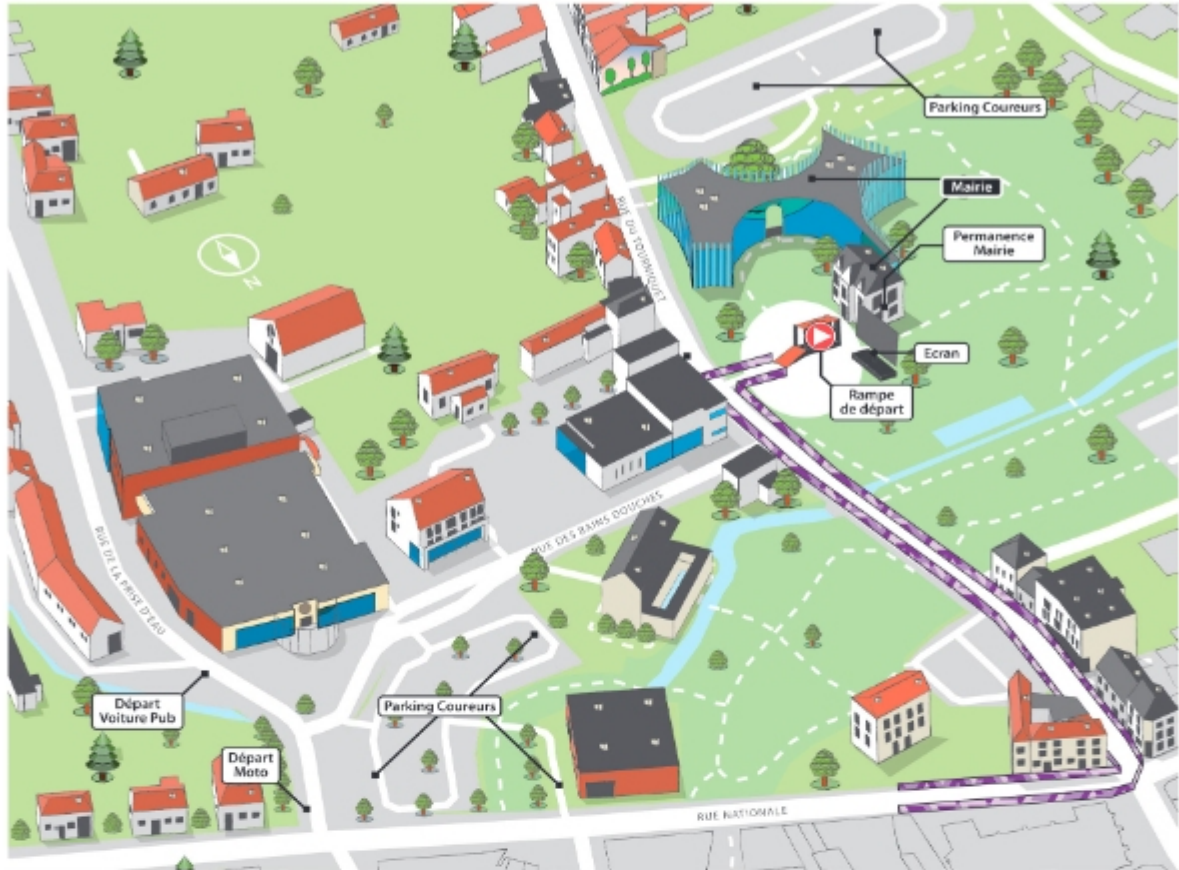 Parking Coureurs
Mairie
Permanence
Mairie
RUE DU TOURNIQUET
N
Ecran
Rampe
de départ
RUE DES BAINS DOUCHES
RUE DE LA PRISE D'EAU
Départ
Voiture Pub
Parking Coureurs
Départ
Moto
RUE NATIONALE